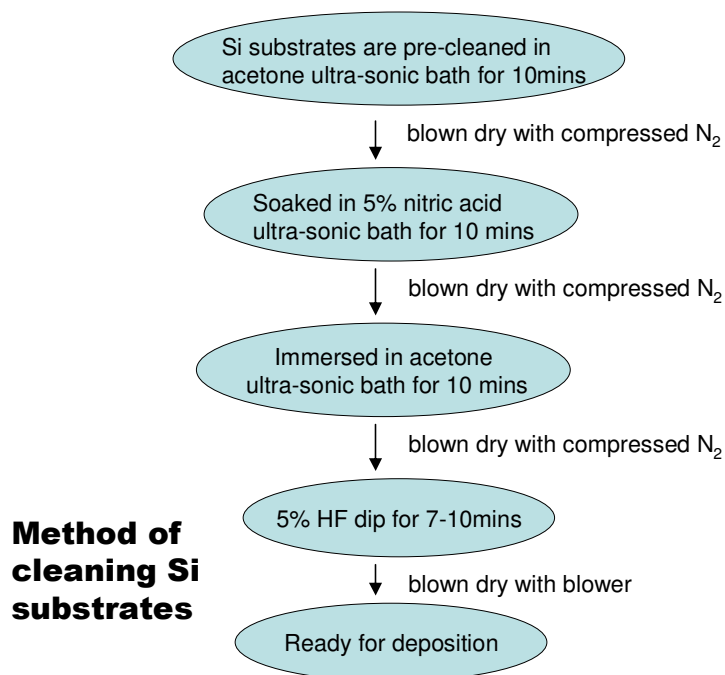 Si substrates are pre-cleaned in
acetone ultra-sonic bath for 10mins
blown dry with compressed N₂
Soaked in 5% nitric acid
ultra-sonic bath for 10 mins
blown dry with compressed N₂
Immersed in acetone
ultra-sonic bath for 10 mins
blown dry with compressed N₂
5% HF dip for 7-10mins
Method of
cleaning Si
substrates
blown dry with blower
Ready for deposition